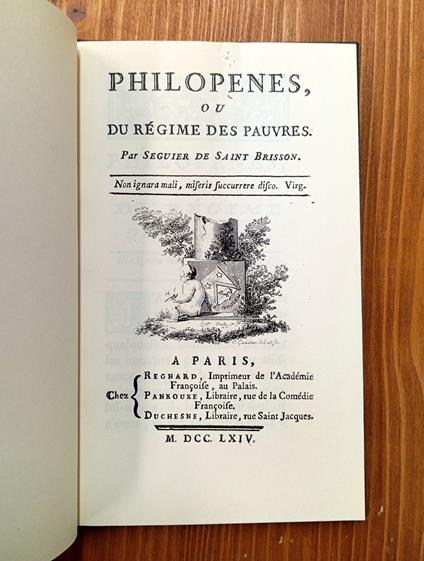 PHILOPENES,
OU
DU RÉGIME DES PAUVRES.
Par SEGUIER DE SAINT BRISSON.
Non ignara mali, miseris succurrere disco. Virg.
A PARIS,
Chez
REGNARD, Imprimeur de l'Académie
Françoise, au Palais.
PANKOUKE, Libraire, rue de la Comédie
Françoise.
DUCHESNE, Libraire, rue Saint Jacques.
M. DCC. LXIV.